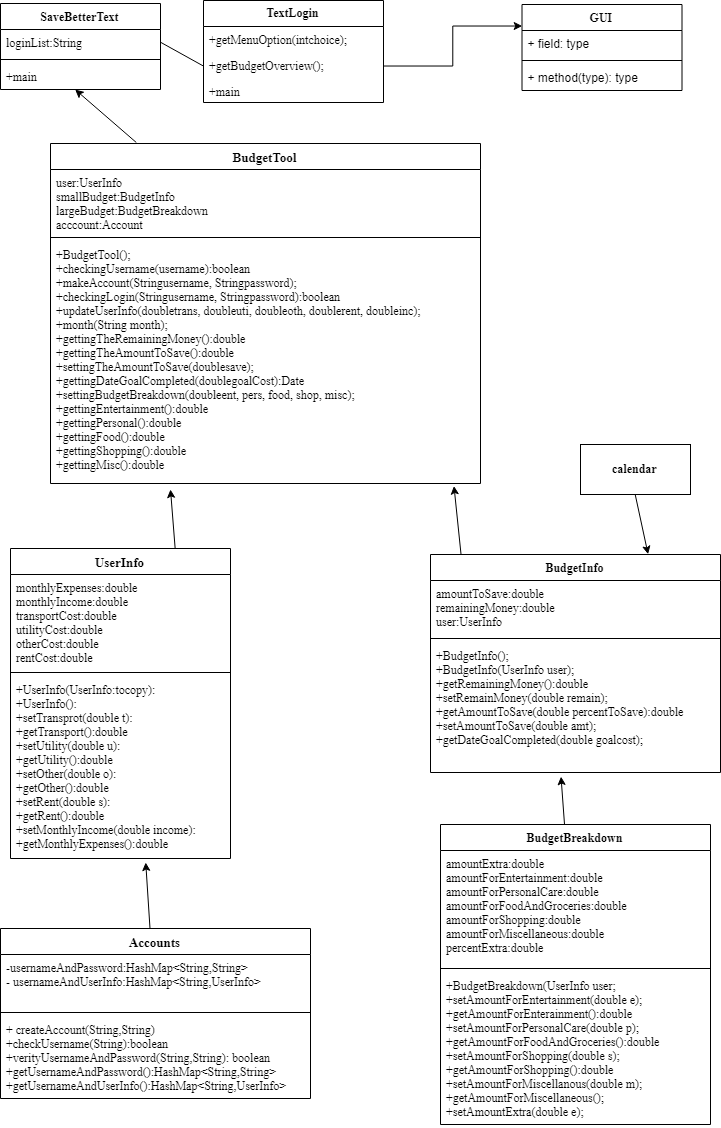 SaveBetterText
loginList:String
+main
TextLogin
+getMenuOption(intchoice);
+getBudgetOverview();
+main
GUI
+ field: type
+ method(type): type
BudgetTool
user:UserInfo
smallBudget:BudgetInfo
largeBudget:BudgetBreakdown
acccount:Account
+BudgetTool();
+checkingUsername(username):boolean
+makeAccount(Stringusername, Stringpassword);
+checkingLogin(Stringusername, Stringpassword):boolean
+updateUserInfo(doubletrans, doubleuti, doubleoth, doublerent, doubleinc);
+month(String month);
+gettingTheRemainingMoney():double
+gettingTheAmountToSave():double
+settingTheAmountToSave(doublesave);
+gettingDateGoalCompleted(doublegoalCost):Date
+settingBudgetBreakdown(doubleent, pers, food, shop, misc);
+gettingEntertainment():double
+gettingPersonal():double
+gettingFood():double
+gettingShopping():double
+gettingMisc():double
calendar
UserInfo
monthlyExpenses:double
monthlyIncome:double
transportCost:double
utilityCost:double
otherCost:double
rentCost:double
+UserInfo(UserInfo:tocopy):
+UserInfo():
+setTransprot(double t):
+getTransport():double
+setUtility(double u):
+getUtility():double
+setOther(double o):
+getOther():double
+setRent(double s):
+getRent():double
+setMonthlyIncome(double income):
+getMonthlyExpenses():double
BudgetInfo
amountToSave:double
remainingMoney:double
user:UserInfo
+BudgetInfo();
+BudgetInfo(UserInfo user);
+getRemainingMoney():double
+setRemainMoney(double remain);
+getAmountToSave(double percentToSave):double
+setAmountToSave(double amt);
+getDateGoalCompleted(double goalcost);
BudgetBreakdown
amountExtra:double
amountForEntertainment:double
amountForPersonalCare:double
amountForFoodAndGroceries:double
amountForShopping:double
amountForMiscellaneous:double
percentExtra:double
+BudgetBreakdown(UserInfo user;
+setAmountForEntertainment(double e);
+getAmountForEnterainment():double
+setAmountForPersonalCare(double p);
+getAmountForFoodAndGroceries():double
+setAmountForShopping(double s);
+getAmountForShopping():double
+setAmountForMiscellanous(double m);
+getAmountForMiscellaneous();
+setAmountExtra(double e);
Accounts
-usernameAndPassword:HashMap<String,String>
- usernameAndUserInfo:HashMap<String,UserInfo>
+ createAccount(String,String)
+checkUsername(String):boolean
+verityUsernameAndPassword(String,String): boolean
+getUsernameAndPassword():HashMap<String,String>
+getUsernameAndUserInfo():HashMap<String,UserInfo>